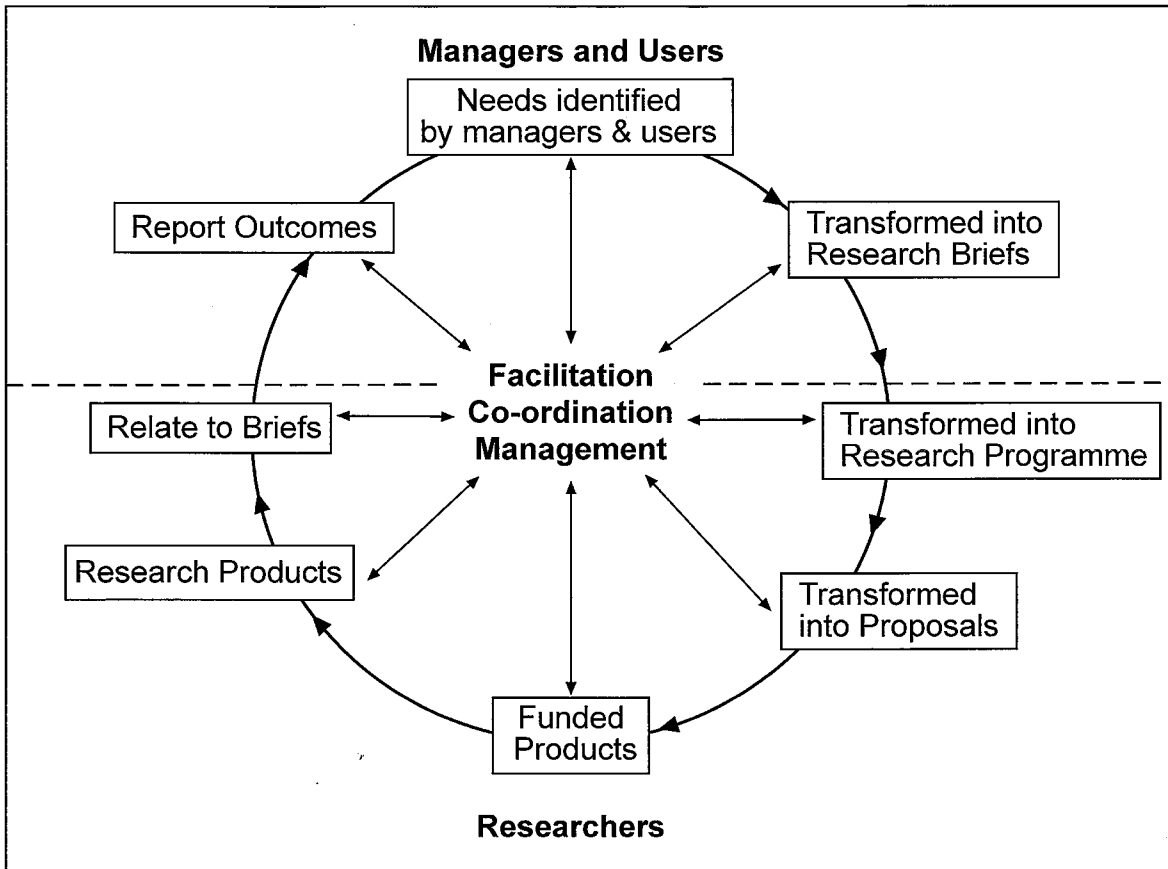 Managers and Users
Needs identified
by managers & users
Report Outcomes
Transformed into
Research Briefs
Facilitation
Co-ordination
Management
Relate to Briefs
Transformed into
Research Programme
Research Products
Transformed
into Proposals
Funded
Products
Researchers